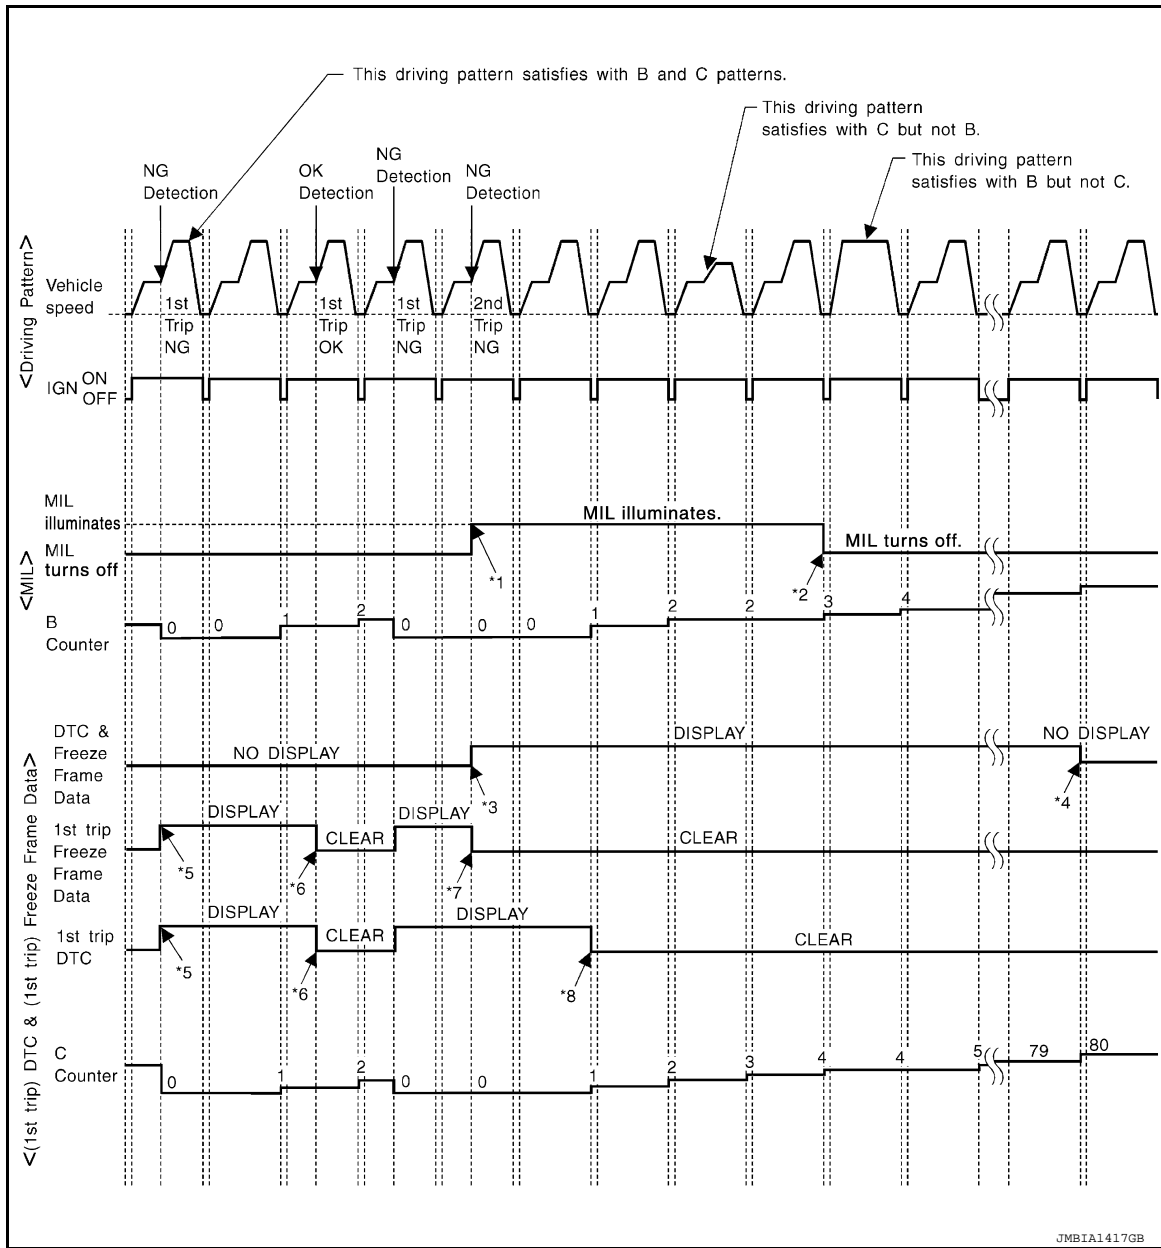 This driving pattern satisfies with B and C patterns.
This driving pattern
satisfies with C but not B.
This driving pattern
satisfies with B but not C.
NG
Detection
OK
Detection
NG
Detection
NG
Detection
<Driving Pattern>
Vehicle
speed
1st
Trip
NG
1st
Trip
OK
1st
Trip
NG
2nd
Trip
NG
IGN ON
OFF
<MIL>
MIL
illuminates
MIL
turns off
MIL illuminates.
MIL turns off.
*1
*2
B
Counter
0 0 1 2 0 0 0 1 2 2 3 4
<(1st trip) DTC & (1st trip) Freeze Frame Data>
DTC &
Freeze
Frame
Data
NO DISPLAY
DISPLAY
NO DISPLAY
*3
*4
1st trip
Freeze
Frame
Data
DISPLAY
CLEAR
DISPLAY
CLEAR
*5
*6
*7
1st trip
DTC
DISPLAY
CLEAR
DISPLAY
CLEAR
*5
*6
*8
C
Counter
0 1 2 0 0 1 2 3 4 4 5 79 80
JMBIA1417GB